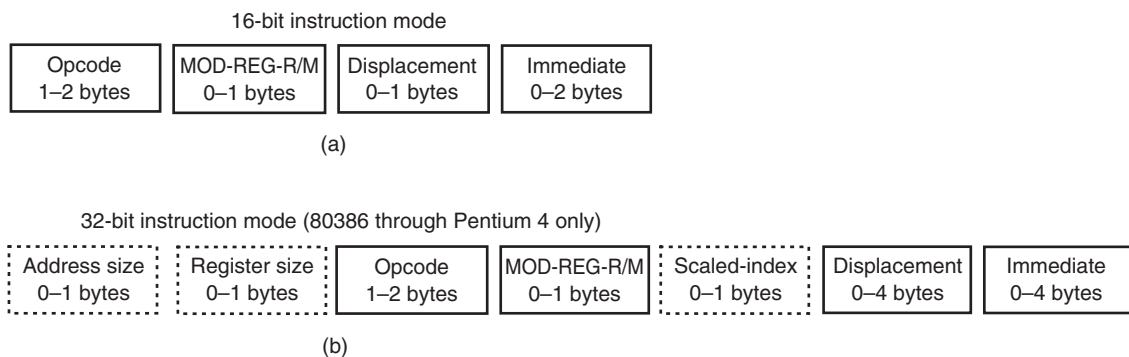 16-bit instruction mode
Opcode MOD-REG-R/M Displacement Immediate
1–2 bytes 0–1 bytes 0–1 bytes 0–2 bytes
(a)
32-bit instruction mode (80386 through Pentium 4 only)
Address size Register size Opcode MOD-REG-R/M Scaled-index Displacement Immediate
0–1 bytes 0–1 bytes 1–2 bytes 0–1 bytes 0–1 bytes 0–4 bytes 0–4 bytes
(b)